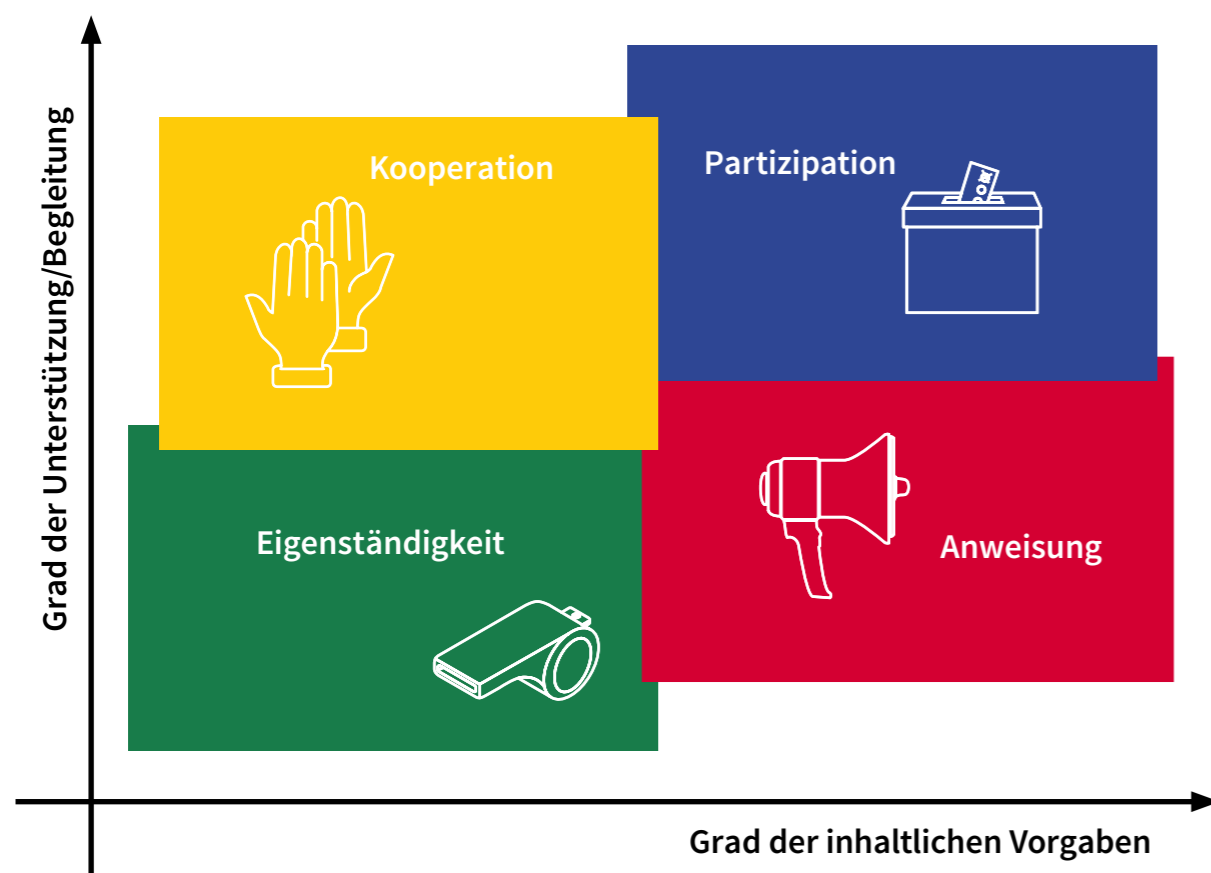 Grad der Unterstützung/Begleitung
Kooperation
Partizipation
Eigenständigkeit
Anweisung
Grad der inhaltlichen Vorgaben